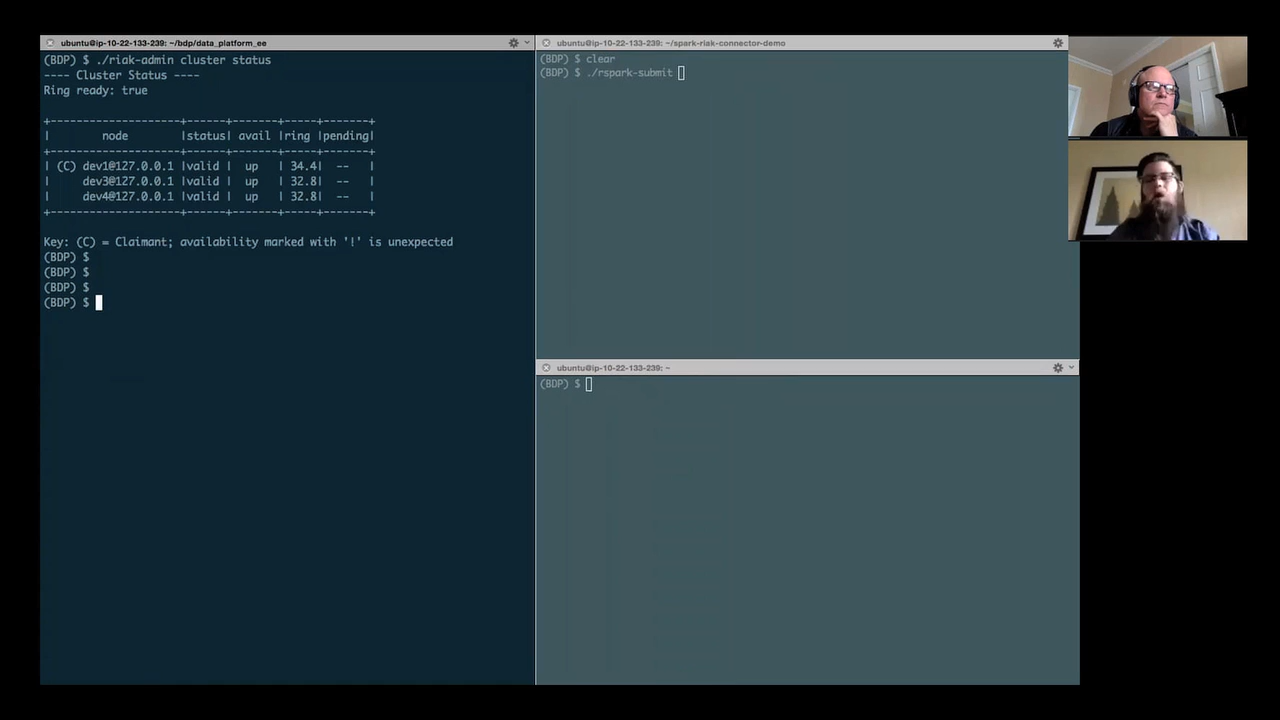 ubuntu@ip-10-22-133-239: ~/bdp/data_platform_ee
(BDP) $ ./riak-admin cluster status
---- Cluster Status ----
Ring ready: true
+--------------------+------+-------+-----+-------+
|        node        |status| avail |ring |pending|
+--------------------+------+-------+-----+-------+
| (C) dev1@127.0.0.1 |valid |  up   | 34.4|  --   |
|     dev3@127.0.0.1 |valid |  up   | 32.8|  --   |
|     dev4@127.0.0.1 |valid |  up   | 32.8|  --   |
+--------------------+------+-------+-----+-------+
Key: (C) = Claimant; availability marked with '!' is unexpected
(BDP) $
(BDP) $
(BDP) $
(BDP) $
ubuntu@ip-10-22-133-239: ~/spark-riak-connector-demo
(BDP) $ clear
(BDP) $ ./rspark-submit
ubuntu@ip-10-22-133-239: ~
(BDP) $